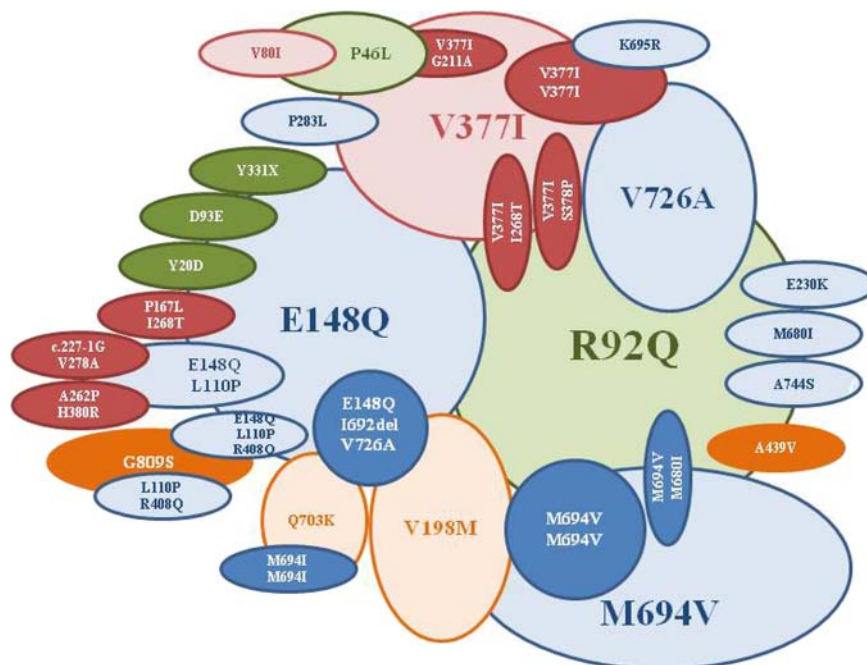 V80I
P46L
V377I
G211A
V377I
V377I
K695R
P283L
V377I
Y331X
V377I
I268T
V377I
S378P
V726A
D93E
Y20D
P167L
I268T
E148Q
R92Q
E230K
M680I
A744S
c.227-1G
V278A
E148Q
L110P
A262P
H380R
E148Q
L110P
R408Q
E148Q
I692del
V726A
G809S
L110P
R408Q
M694V
M680I
A439V
Q703K
V198M
M694V
M694V
M694I
M694I
M694V